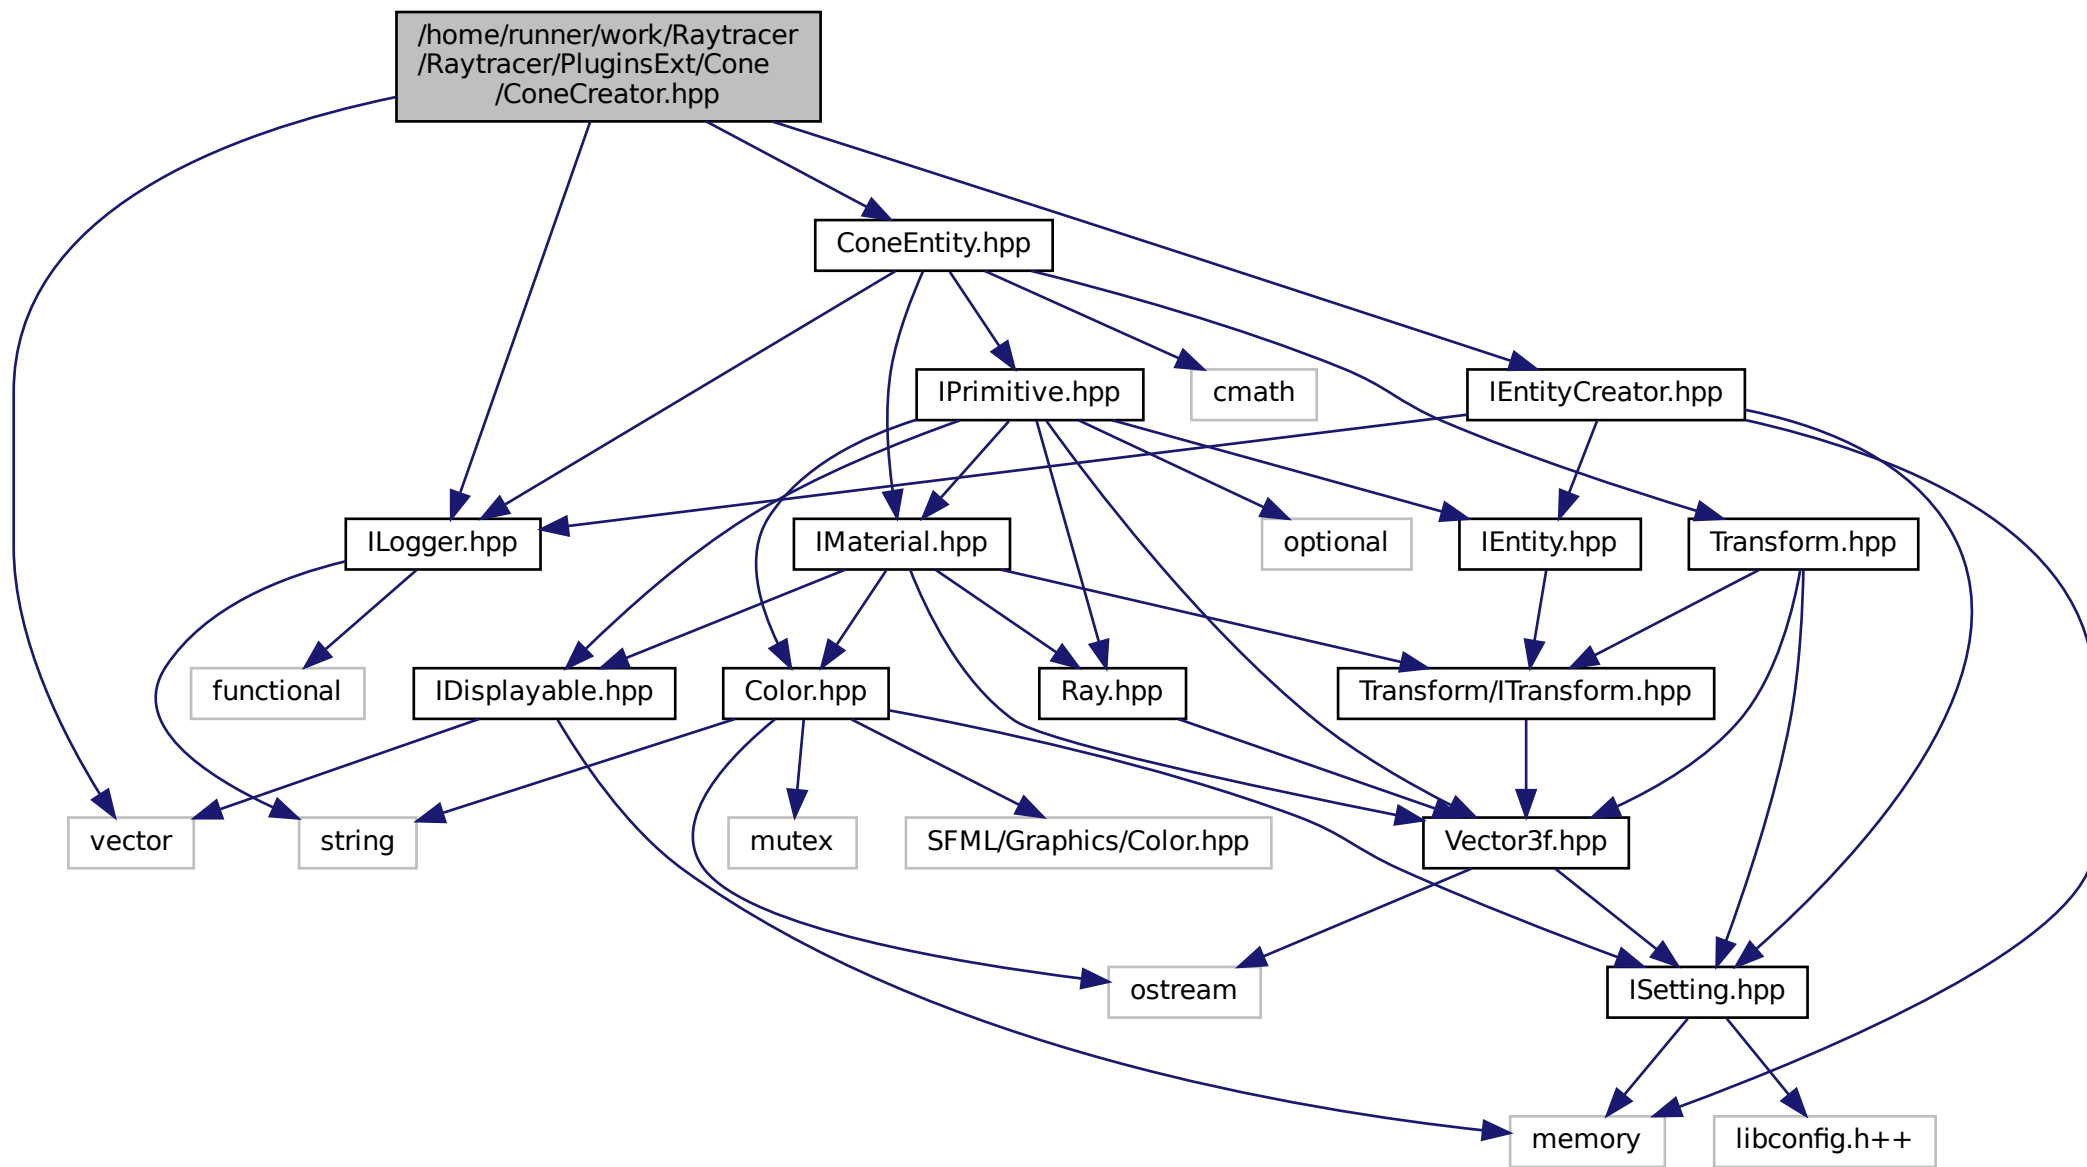 /home/runner/work/Raytracer
/Raytracer/PluginsExt/Cone
/ConeCreator.hpp
ConeEntity.hpp
IPrimitive.hpp
cmath
IEntityCreator.hpp
ILogger.hpp
IMaterial.hpp
optional
IEntity.hpp
Transform.hpp
functional
IDisplayable.hpp
Color.hpp
Ray.hpp
Transform/ITransform.hpp
vector
string
mutex
SFML/Graphics/Color.hpp
Vector3f.hpp
ostream
ISetting.hpp
memory
libconfig.h++